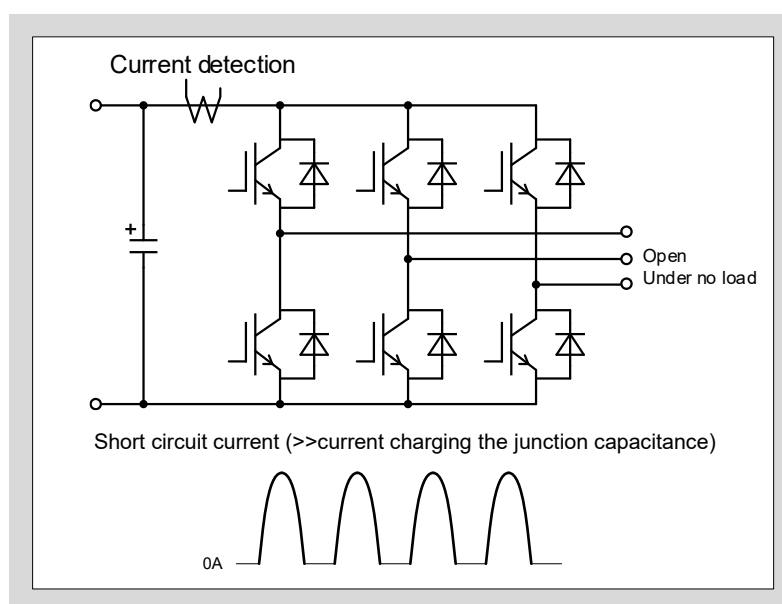 Current detection
+
Open
Under no load
Short circuit current (>>current charging the junction capacitance)
0A